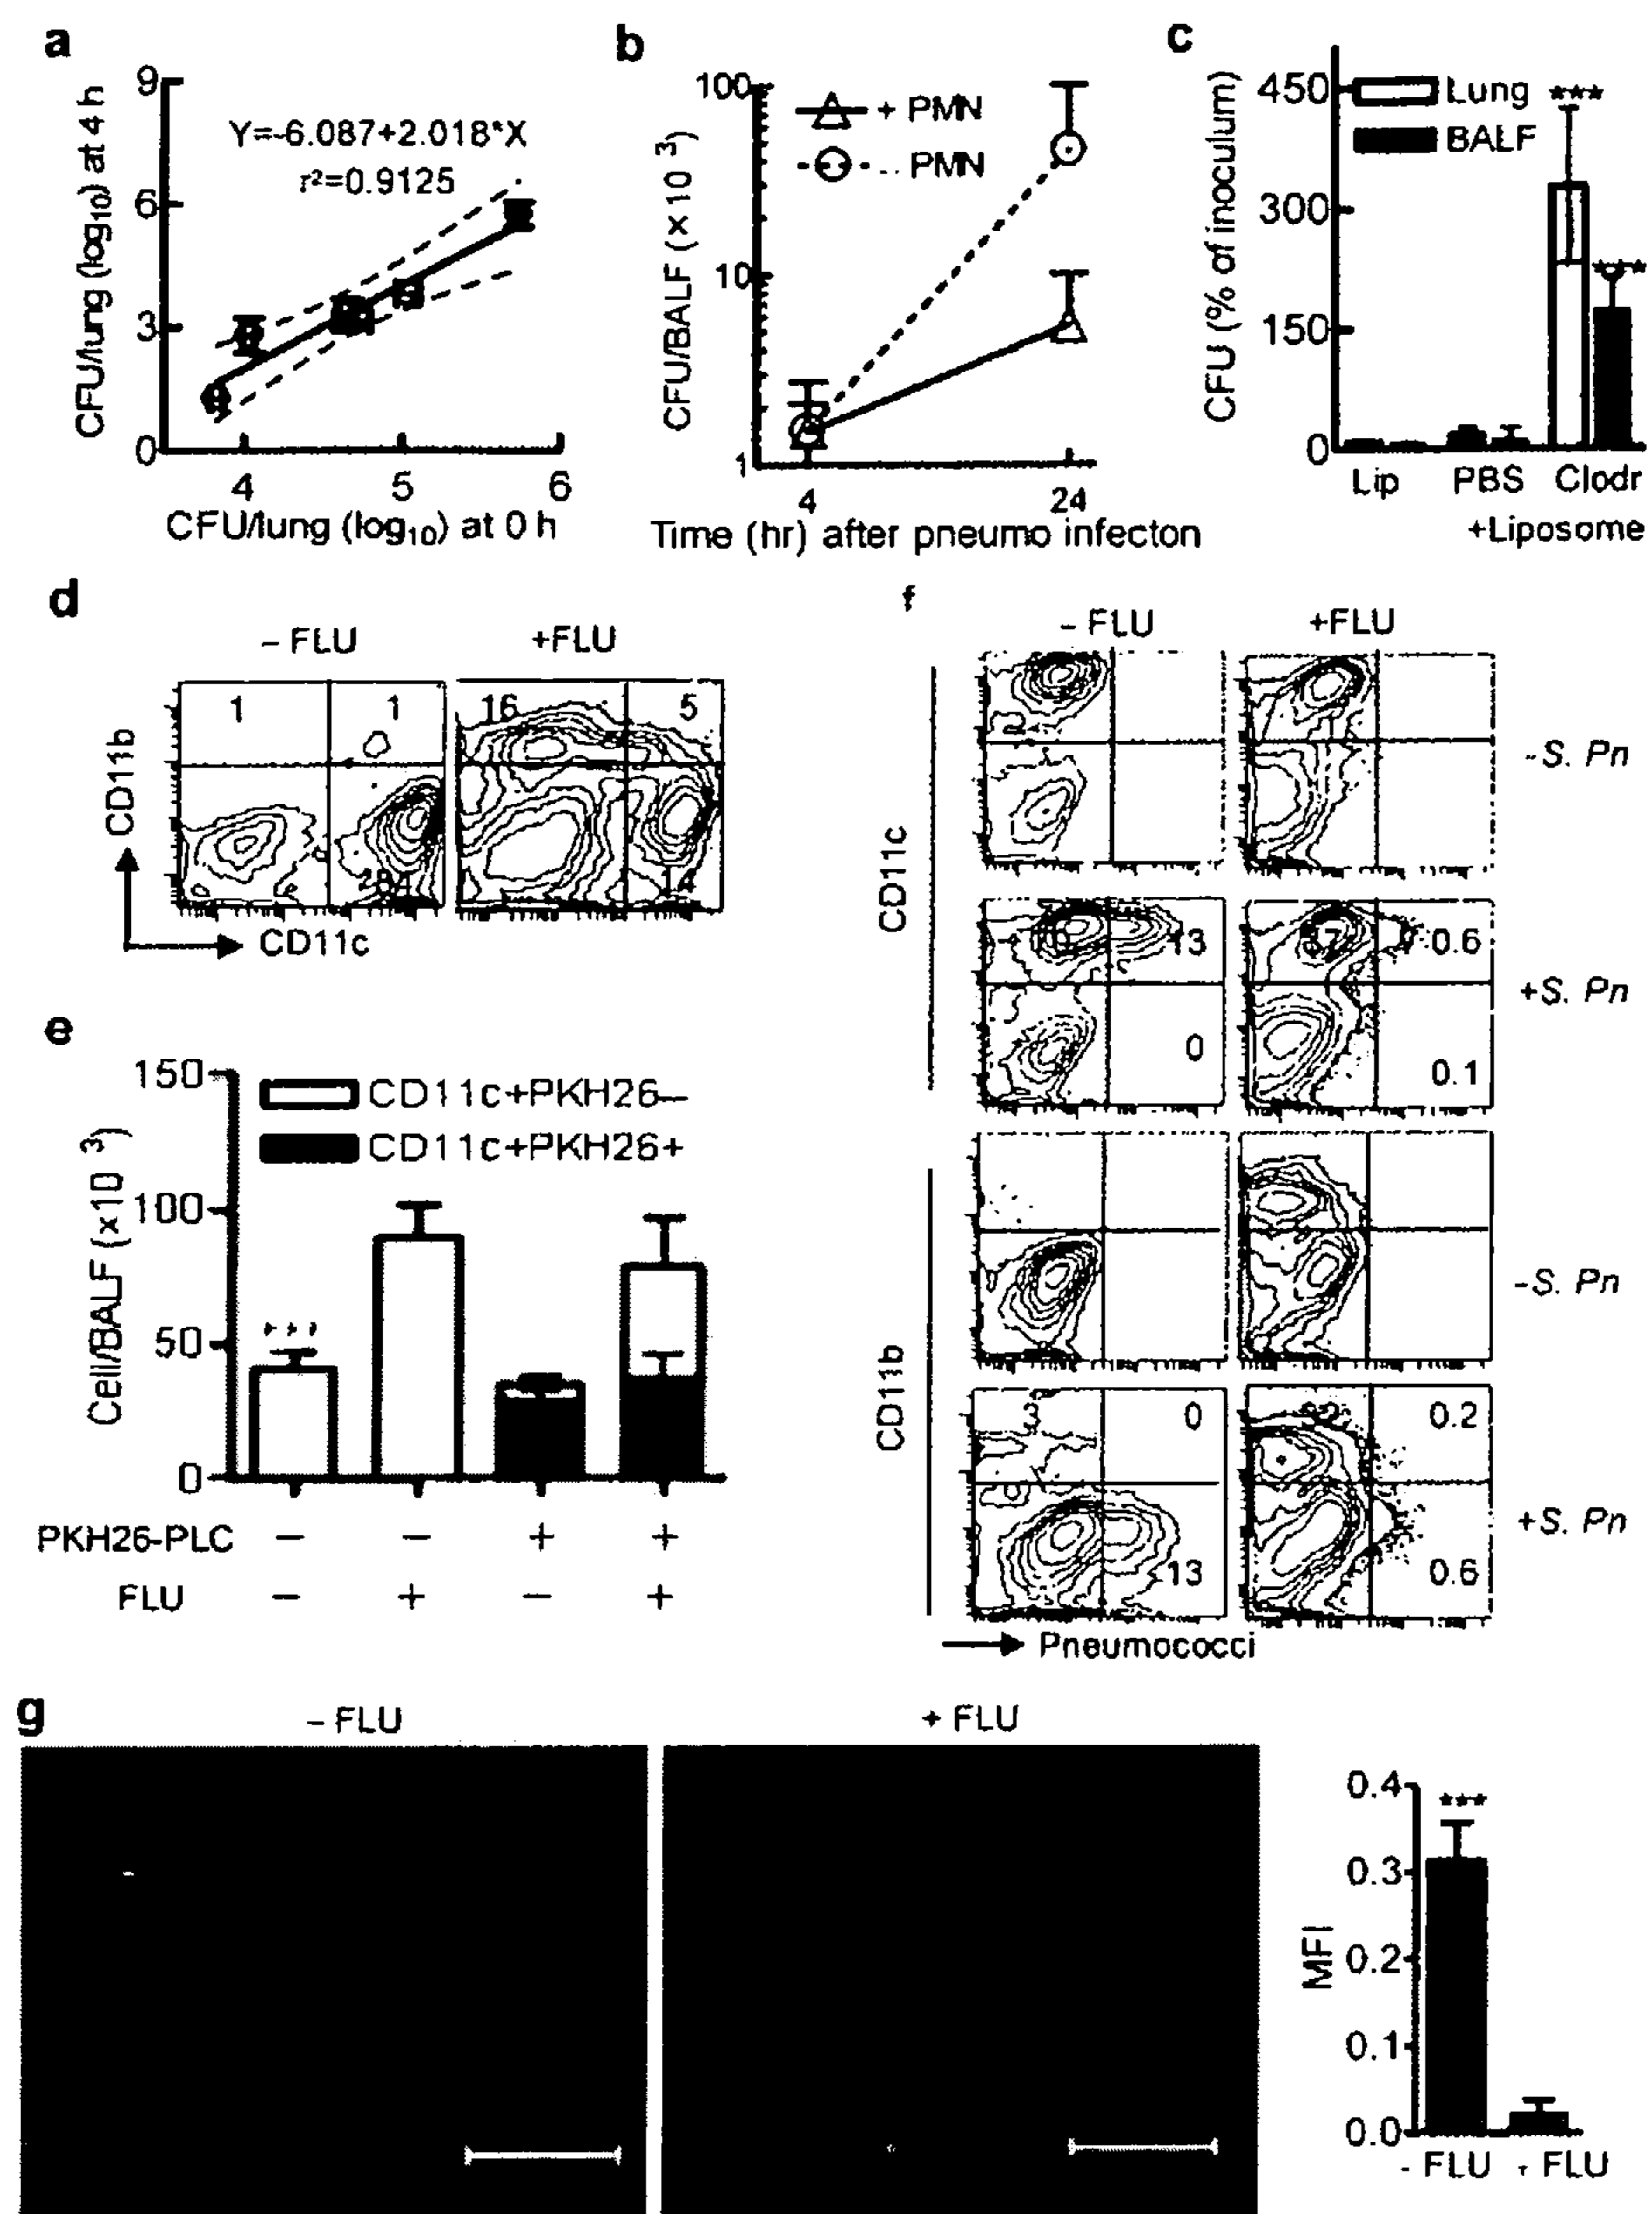 a
9
6
3
0
CFU/lung (log10) at 4 h
Y=-6.087+2.018*X
r²=0.9125
4 5 6
CFU/lung (log10) at 0 h
b
100
10
1
CFU/BALF (×10 3)
+ PMN
- PMN
4 24
Time (hr) after pneumo infecton
c
450
300
150
0
CFU (% of inoculum)
Lung ***
BALF
Lip PBS Clodr
+Liposome
d
- FLU +FLU
CD11b
1 1 16 5
14
CD11c
e
150
100
50
0
Cell/BALF (x10 3)
CD11c+PKH26-
CD11c+PKH26+
***
PKH26-PLC - - + +
FLU - + - +
f
- FLU +FLU
CD11c
-S. Pn
13 0.6
+S. Pn
0 0.1
CD11b
-S. Pn
3 0 0.2
+S. Pn
13 0.6
Pneumococci
g
- FLU + FLU
0.4
0.3
0.2
0.1
0.0
MFI
***
- FLU + FLU